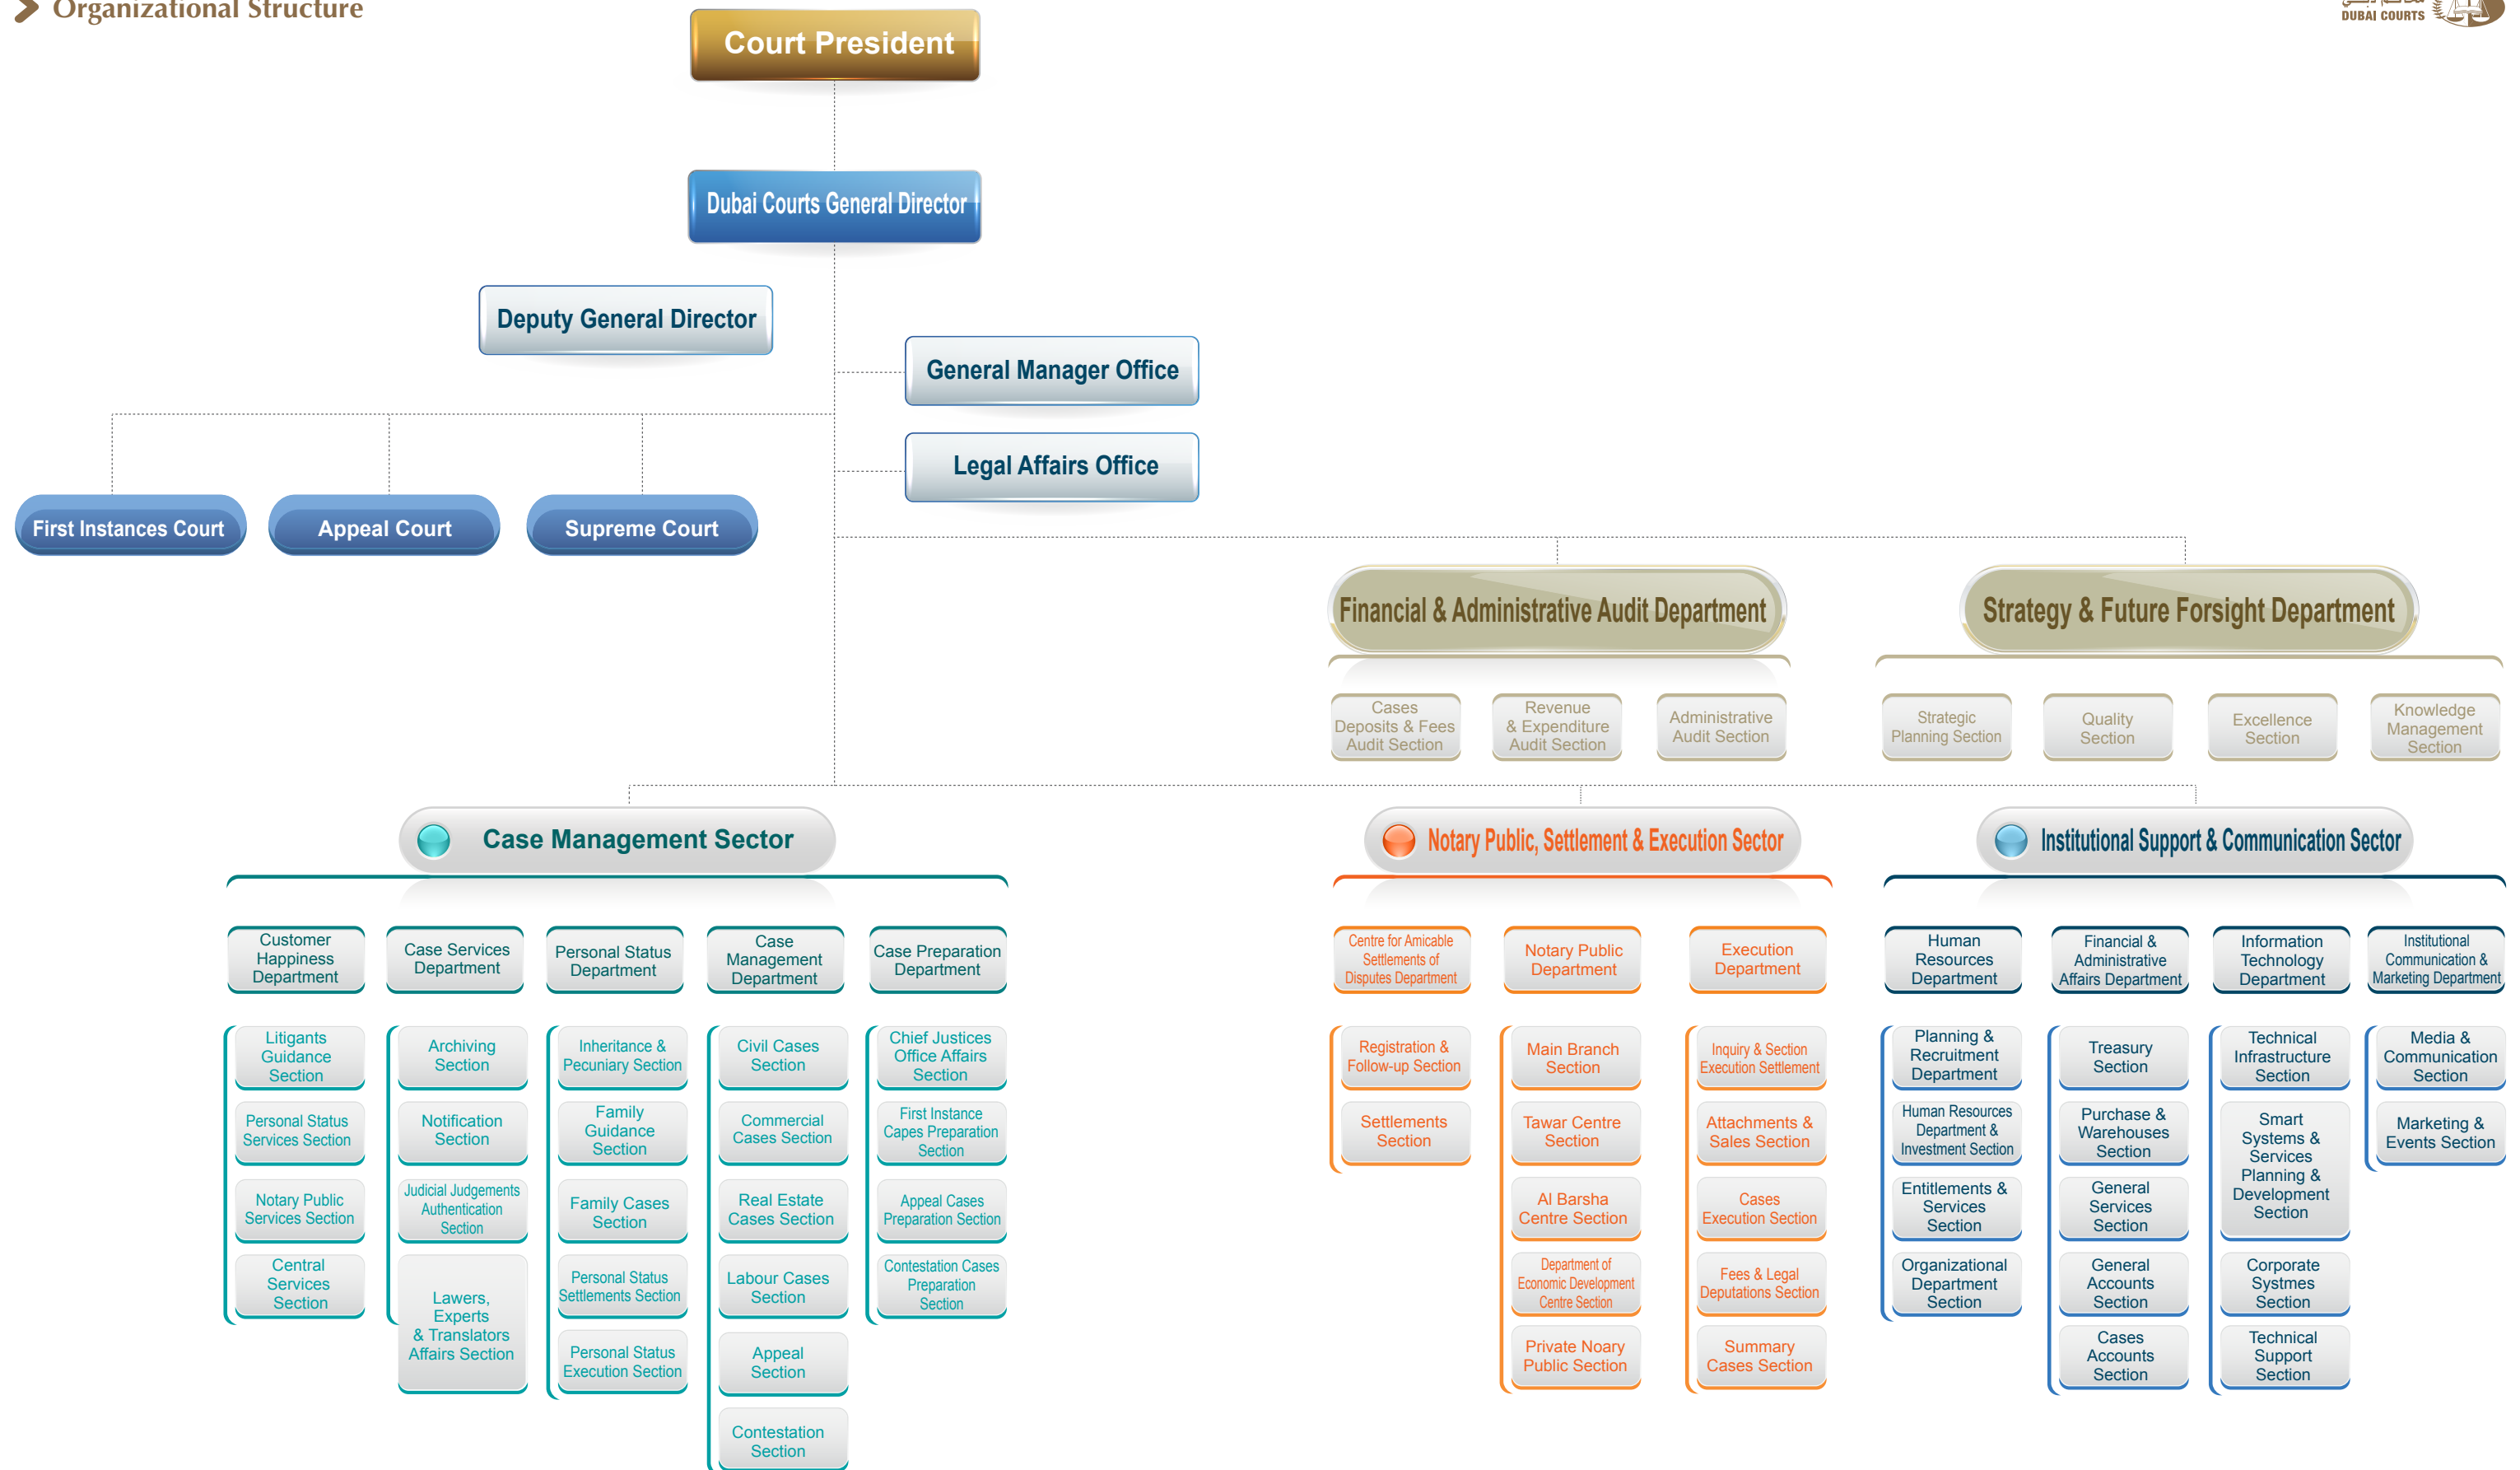 Organizational Structure
DUBAI COURTS
Court President
Dubai Courts General Director
Deputy General Director
General Manager Office
Legal Affairs Office
First Instances Court
Appeal Court
Supreme Court
Financial & Administrative Audit Department
Strategy & Future Forsight Department
Cases
Deposits & Fees
Audit Section
Revenue
& Expenditure
Audit Section
Administrative
Audit Section
Strategic
Planning Section
Quality
Section
Excellence
Section
Knowledge
Management
Section
Case Management Sector
Notary Public, Settlement & Execution Sector
Institutional Support & Communication Sector
Customer
Happiness
Department
Case Services
Department
Personal Status
Department
Case
Management
Department
Case Preparation
Department
Centre for Amicable
Settlements of
Disputes Department
Notary Public
Department
Execution
Department
Human
Resources
Department
Financial &
Administrative
Affairs Department
Information
Technology
Department
Institutional
Communication &
Marketing Department
Litigants
Guidance
Section
Personal Status
Services Section
Notary Public
Services Section
Central
Services
Section
Archiving
Section
Notification
Section
Judicial Judgements
Authentication
Section
Lawers,
Experts
& Translators
Affairs Section
Inheritance &
Pecuniary Section
Family
Guidance
Section
Family Cases
Section
Personal Status
Settlements Section
Personal Status
Execution Section
Civil Cases
Section
Commercial
Cases Section
Real Estate
Cases Section
Labour Cases
Section
Appeal
Section
Contestation
Section
Chief Justices
Office Affairs
Section
First Instance
Capes Preparation
Section
Appeal Cases
Preparation Section
Contestation Cases
Preparation
Section
Registration &
Follow-up Section
Settlements
Section
Main Branch
Section
Tawar Centre
Section
Al Barsha
Centre Section
Department of
Economic Development
Centre Section
Private Noary
Public Section
Inquiry & Section
Execution Settlement
Attachments &
Sales Section
Cases
Execution Section
Fees & Legal
Deputations Section
Summary
Cases Section
Planning &
Recruitment
Department
Human Resources
Department &
Investment Section
Entitlements &
Services
Section
Organizational
Department
Section
Treasury
Section
Purchase &
Warehouses
Section
General
Services
Section
General
Accounts
Section
Cases
Accounts
Section
Technical
Infrastructure
Section
Smart
Systems &
Services
Planning &
Development
Section
Corporate
Systmes
Section
Technical
Support
Section
Media &
Communication
Section
Marketing &
Events Section